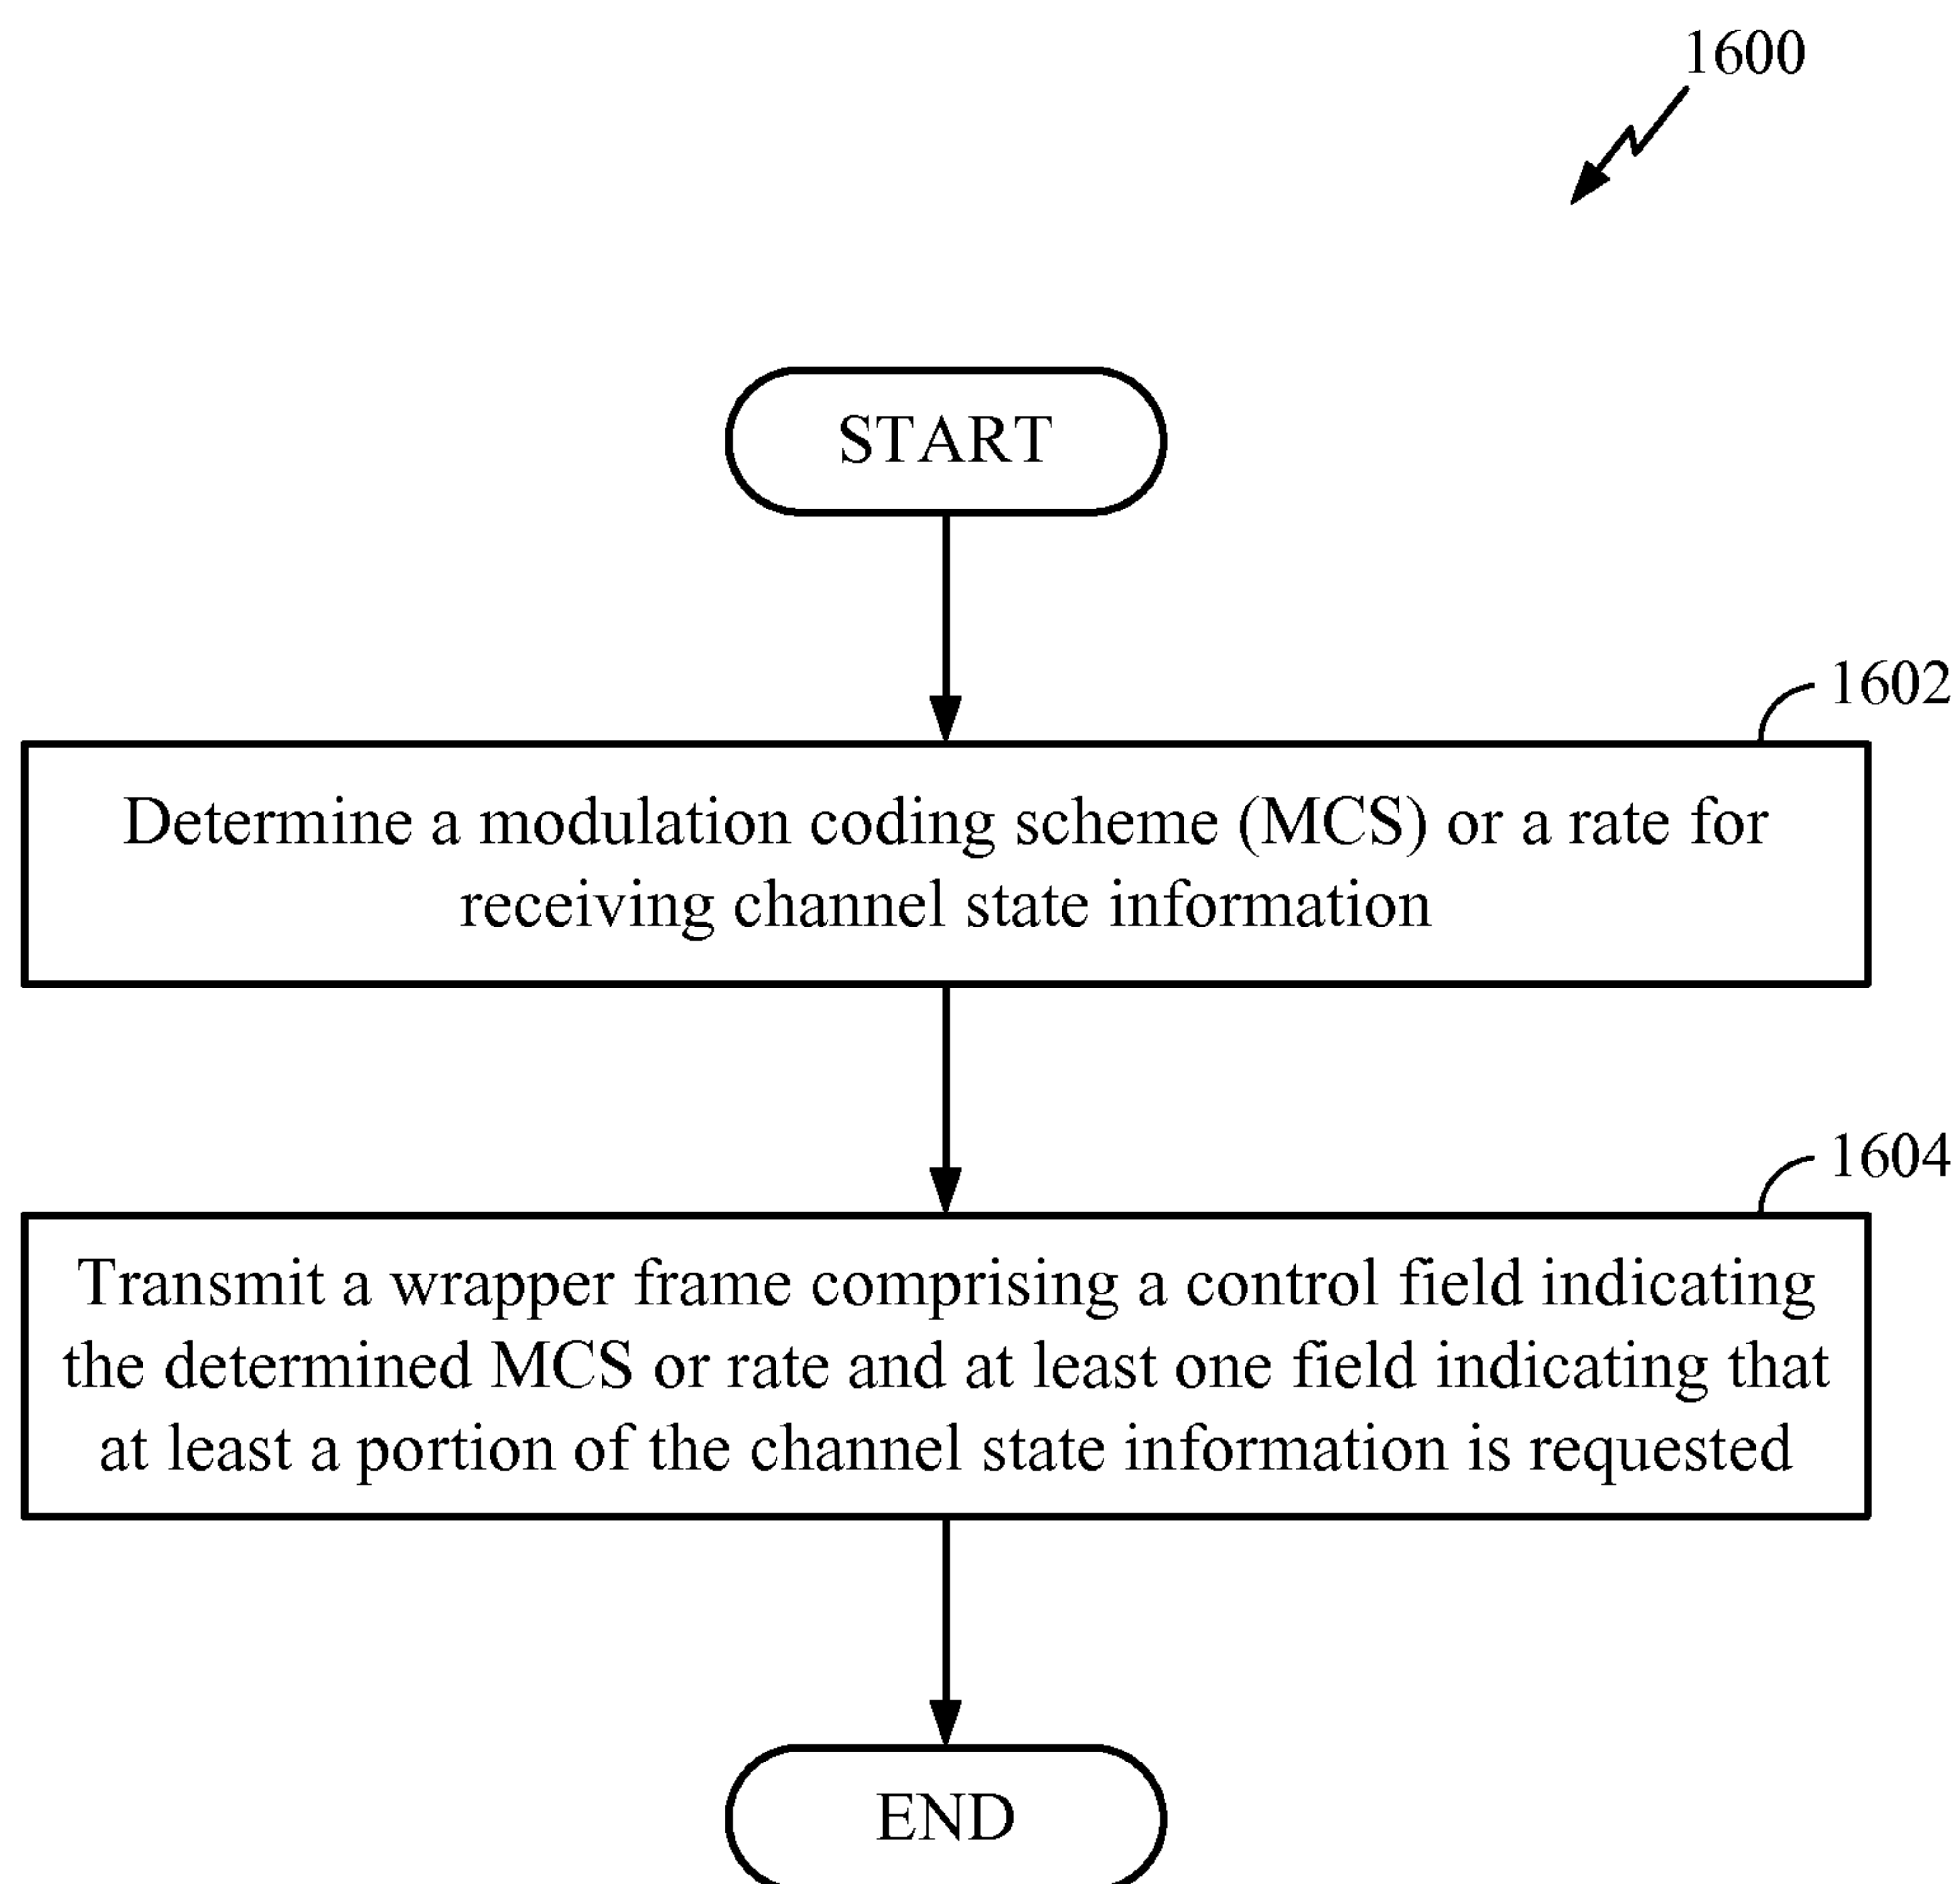 1600
START
1602
Determine a modulation coding scheme (MCS) or a rate for
receiving channel state information
1604
Transmit a wrapper frame comprising a control field indicating
the determined MCS or rate and at least one field indicating that
at least a portion of the channel state information is requested
END